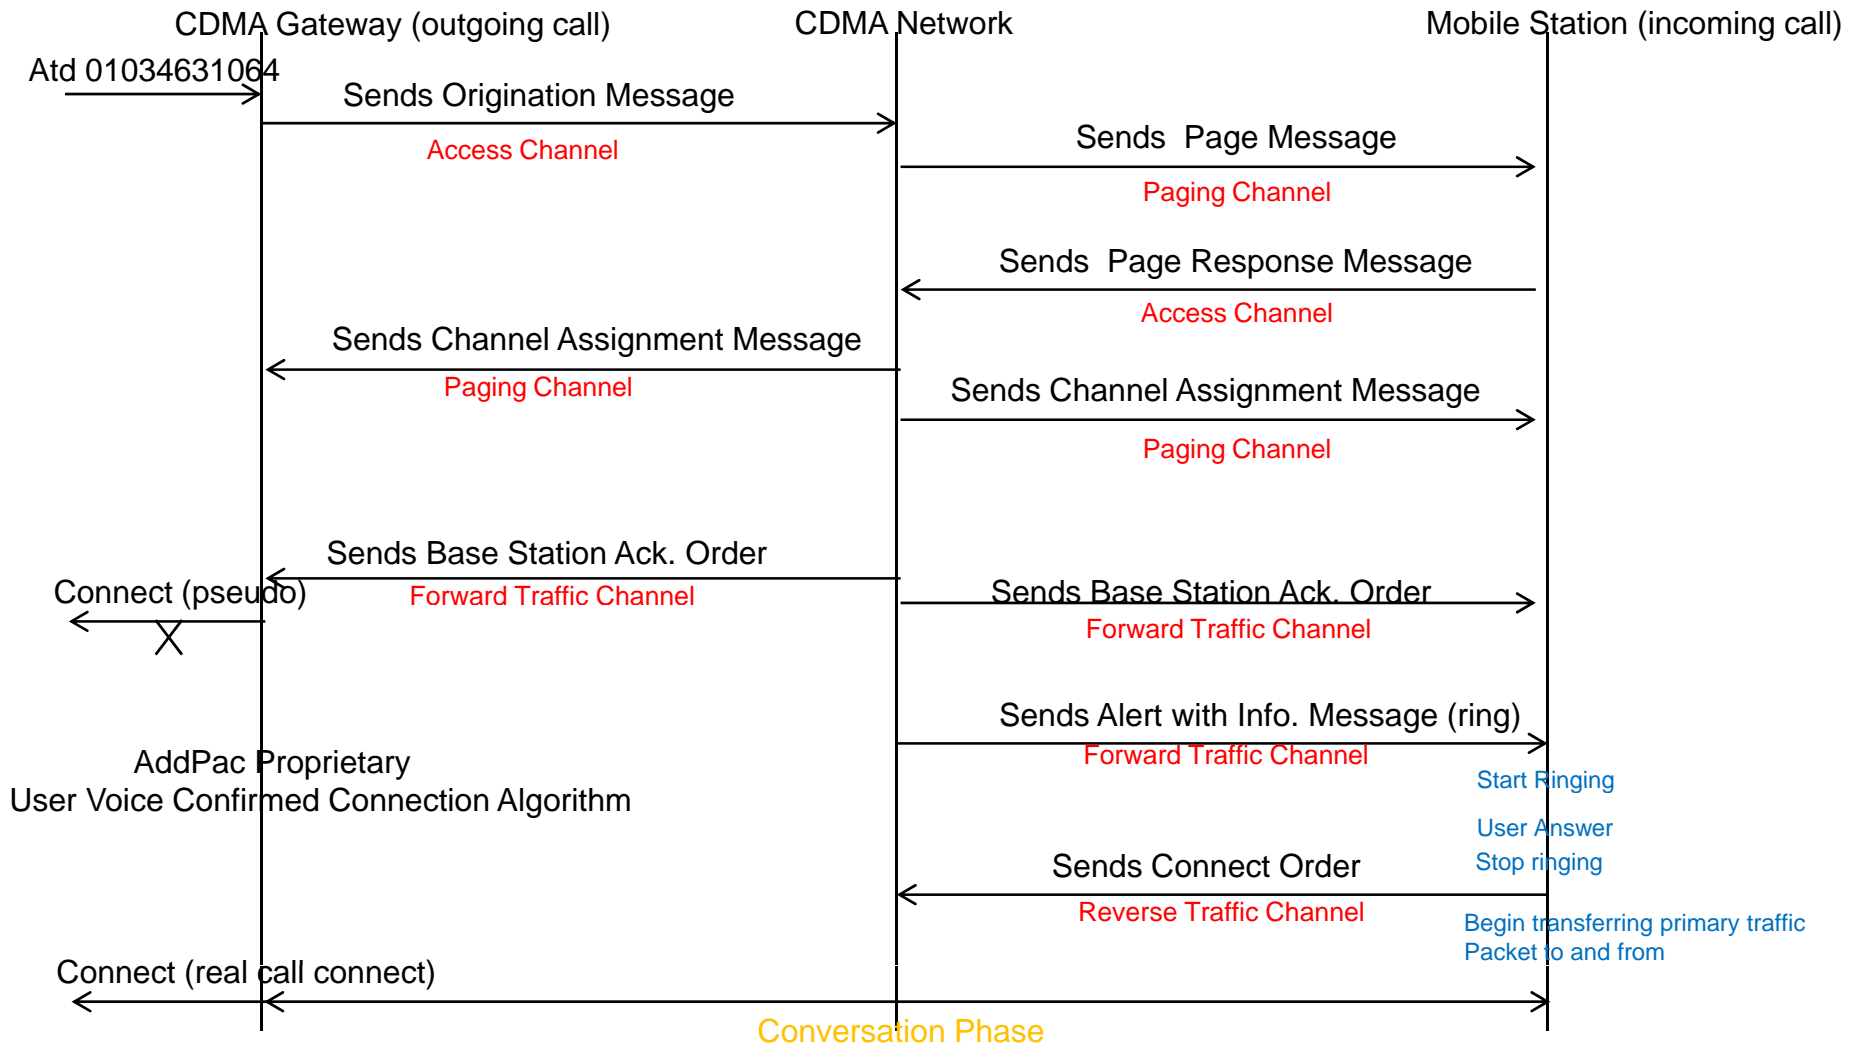 CDMA Gateway (outgoing call)
CDMA Network
Mobile Station (incoming call)
Atd 01034631064
Sends Origination Message
Access Channel
Sends Page Message
Paging Channel
Sends Page Response Message
Access Channel
Sends Channel Assignment Message
Paging Channel
Sends Channel Assignment Message
Paging Channel
Sends Base Station Ack. Order
Forward Traffic Channel
Connect (pseudo)
Sends Base Station Ack. Order
Forward Traffic Channel
Sends Alert with Info. Message (ring)
Forward Traffic Channel
AddPac Proprietary
User Voice Confirmed Connection Algorithm
Start Ringing
User Answer
Stop ringing
Sends Connect Order
Reverse Traffic Channel
Begin transferring primary traffic
Packet to and from
Connect (real call connect)
Conversation Phase